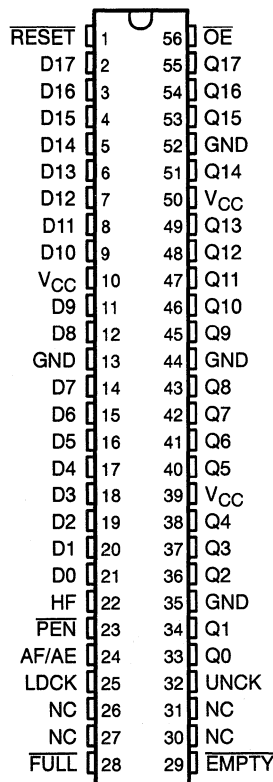 RESET 1 56 OE
D17 2 55 Q17
D16 3 54 Q16
D15 4 53 Q15
D14 5 52 GND
D13 6 51 Q14
D12 7 50 VCC
D11 8 49 Q13
D10 9 48 Q12
VCC 10 47 Q11
D9 11 46 Q10
D8 12 45 Q9
GND 13 44 GND
D7 14 43 Q8
D6 15 42 Q7
D5 16 41 Q6
D4 17 40 Q5
D3 18 39 VCC
D2 19 38 Q4
D1 20 37 Q3
D0 21 36 Q2
HF 22 35 GND
PEN 23 34 Q1
AF/AE 24 33 Q0
LDCK 25 32 UNCK
NC 26 31 NC
NC 27 30 NC
FULL 28 29 EMPTY